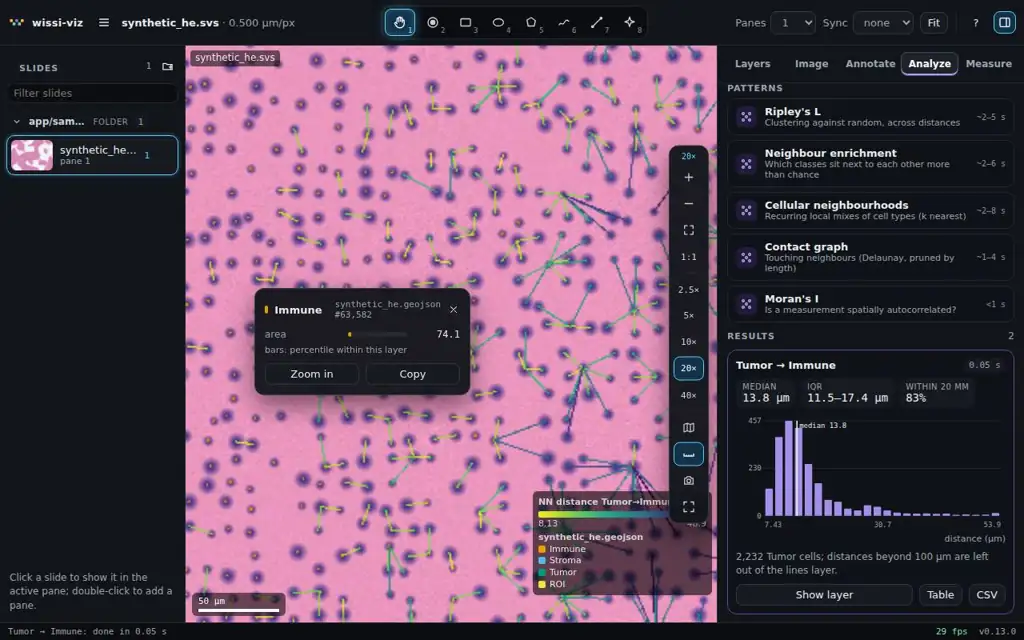 wissi-viz
synthetic_he.svs · 0.500 µm/px
1 2 3 4 5 6 7 8
Panes 1 Sync none Fit ?
SLIDES 1
Filter slides
app/sam... FOLDER 1
synthetic_he... 1
pane 1
Click a slide to show it in the
active pane; double-click to add a
pane.
synthetic_he.svs
Immune
synthetic_he.geojson
#63,582
area 74.1
bars: percentile within this layer
Zoom in Copy
50 µm
20×
+
−
1:1
2.5×
5×
10×
20×
40×
NN distance Tumor→Immu
8.13
synthetic_he.geojson
Immune
Stroma
Tumor
ROI
Layers Image Annotate Analyze Measure
PATTERNS
Ripley's L
Clustering against random, across distances
~2–5 s
Neighbour enrichment
Which classes sit next to each other more
than chance
~2–6 s
Cellular neighbourhoods
Recurring local mixes of cell types (k nearest)
~2–8 s
Contact graph
Touching neighbours (Delaunay, pruned by
length)
~1–4 s
Moran's I
Is a measurement spatially autocorrelated?
<1 s
RESULTS 2
Tumor → Immune 0.05 s
MEDIAN IQR WITHIN 20 MM
13.8 µm 11.5–17.4 µm 83%
457
median 13.8
230
0
7.43 30.7 53.9
distance (µm)
2,232 Tumor cells; distances beyond 100 µm are left
out of the lines layer.
Show layer Table CSV
Tumor → Immune: done in 0.05 s
29 fps v0.13.0